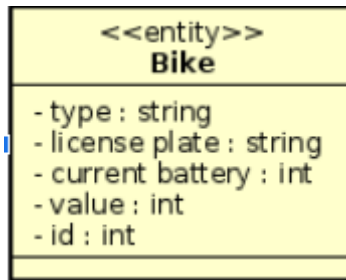 <<entity>>
Bike
- type : string
- license plate : string
- current battery : int
- value : int
- id : int